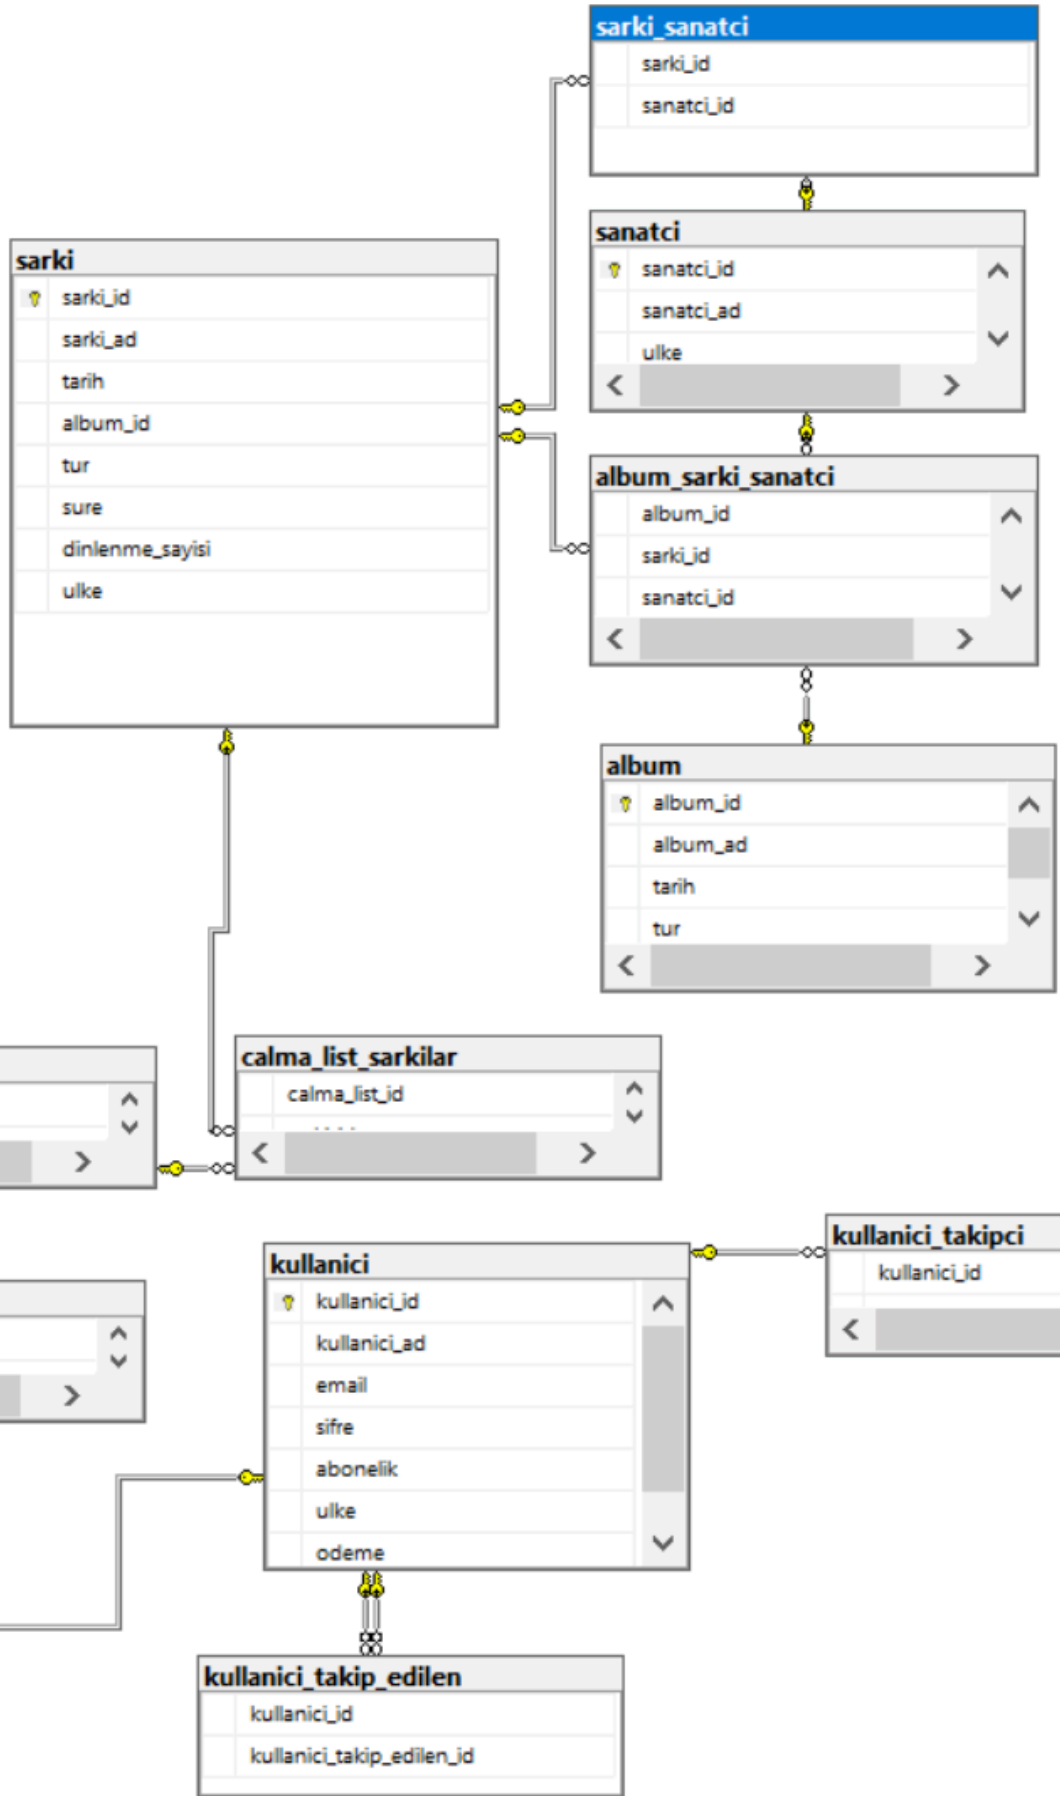 sarki_sanatci
sarki_id
sanatci_id
sanatci
sanatci_id
sanatci_ad
ulke
sarki
sarki_id
sarki_ad
tarih
album_id
tur
sure
dinlenme_sayisi
ulke
album_sarki_sanatci
album_id
sarki_id
sanatci_id
album
album_id
album_ad
tarih
tur
calma_list_sarkilar
calma_list_id
kullanici_takipci
kullanici_id
kullanici
kullanici_id
kullanici_ad
email
sifre
abonelik
ulke
odeme
kullanici_takip_edilen
kullanici_id
kullanici_takip_edilen_id